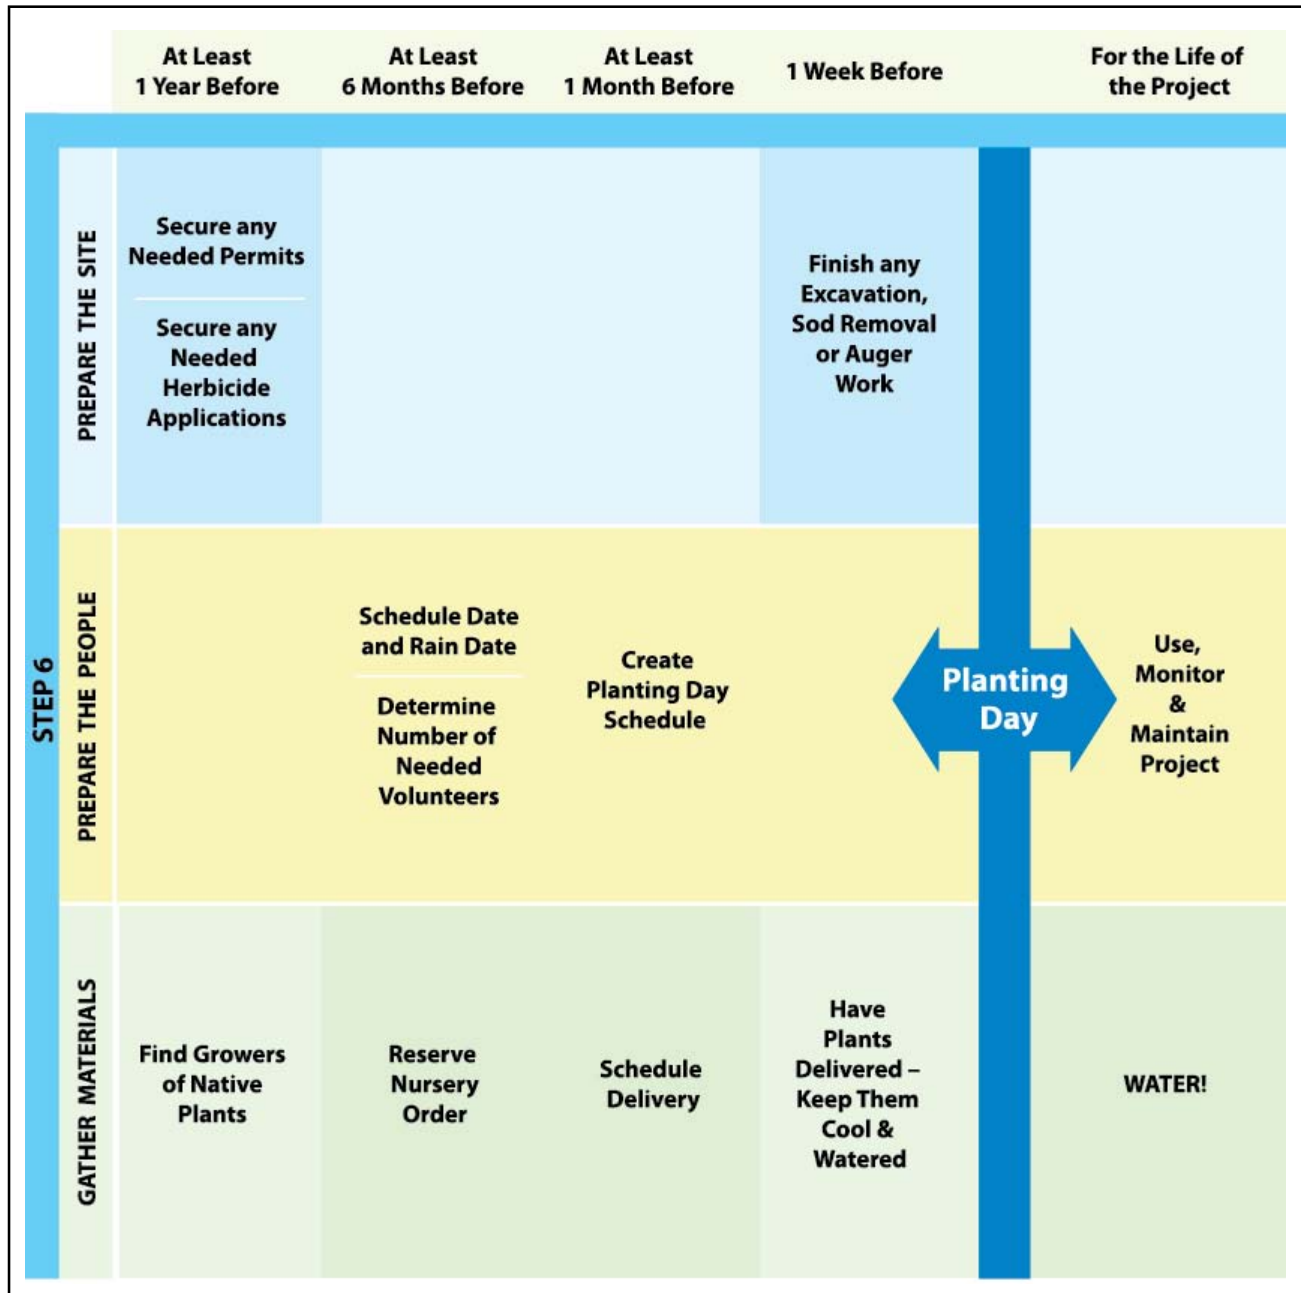 At Least
1 Year Before
At Least
6 Months Before
At Least
1 Month Before
1 Week Before
For the Life of
the Project
STEP 6
PREPARE THE SITE
Secure any
Needed Permits
Secure any
Needed
Herbicide
Applications
Finish any
Excavation,
Sod Removal
or Auger
Work
PREPARE THE PEOPLE
Schedule Date
and Rain Date
Determine
Number of
Needed
Volunteers
Create
Planting Day
Schedule
Planting
Day
Use,
Monitor
&
Maintain
Project
GATHER MATERIALS
Find Growers
of Native
Plants
Reserve
Nursery
Order
Schedule
Delivery
Have
Plants
Delivered –
Keep Them
Cool &
Watered
WATER!